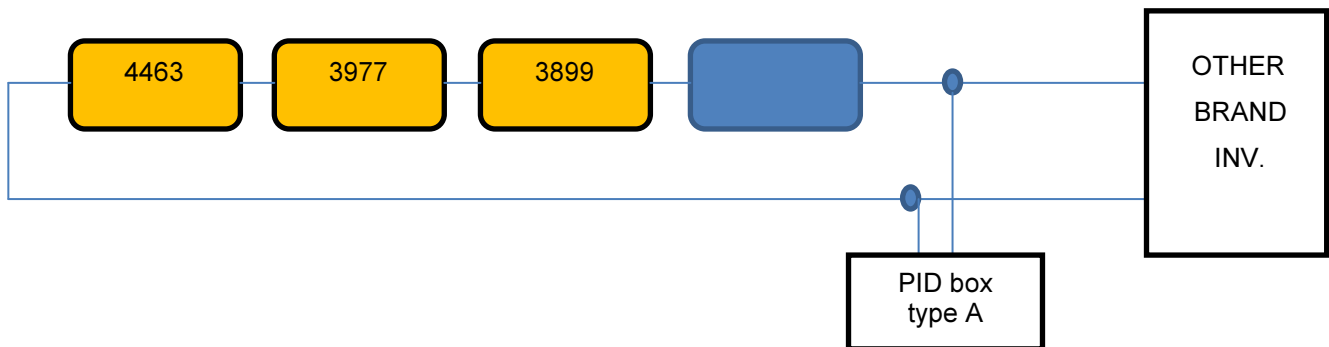 4463
3977
3899
OTHER
BRAND
INV.
PID box
type A